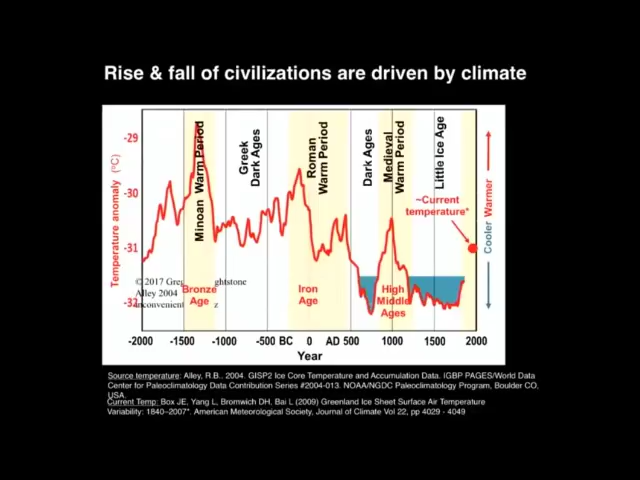 Rise & fall of civilizations are driven by climate
-29
-30
-31
-32
Temperature anomaly (°C)
Minoan Warm Period
Greek
Dark Ages
Roman
Warm Period
Dark Ages
Medieval
Warm Period
Little Ice Age
~Current
temperature*
Cooler Warmer
© 2017 Greg
Alley 2004
Bronze
Age
Iron
Age
High
Middle
Ages
-2000 -1500 -1000 -500 BC 0 AD 500 1000 1500 2000
Year
Source temperature: Alley, R.B.. 2004. GISP2 Ice Core Temperature and Accumulation Data. IGBP PAGES/World Data
Center for Paleoclimatology Data Contribution Series #2004-013. NOAA/NGDC Paleoclimatology Program, Boulder CO,
USA.
Current Temp: Box JE, Yang L, Bromwich DH, Bai L (2009) Greenland Ice Sheet Surface Air Temperature
Variability: 1840–2007*. American Meteorological Society, Journal of Climate Vol 22, pp 4029 - 4049